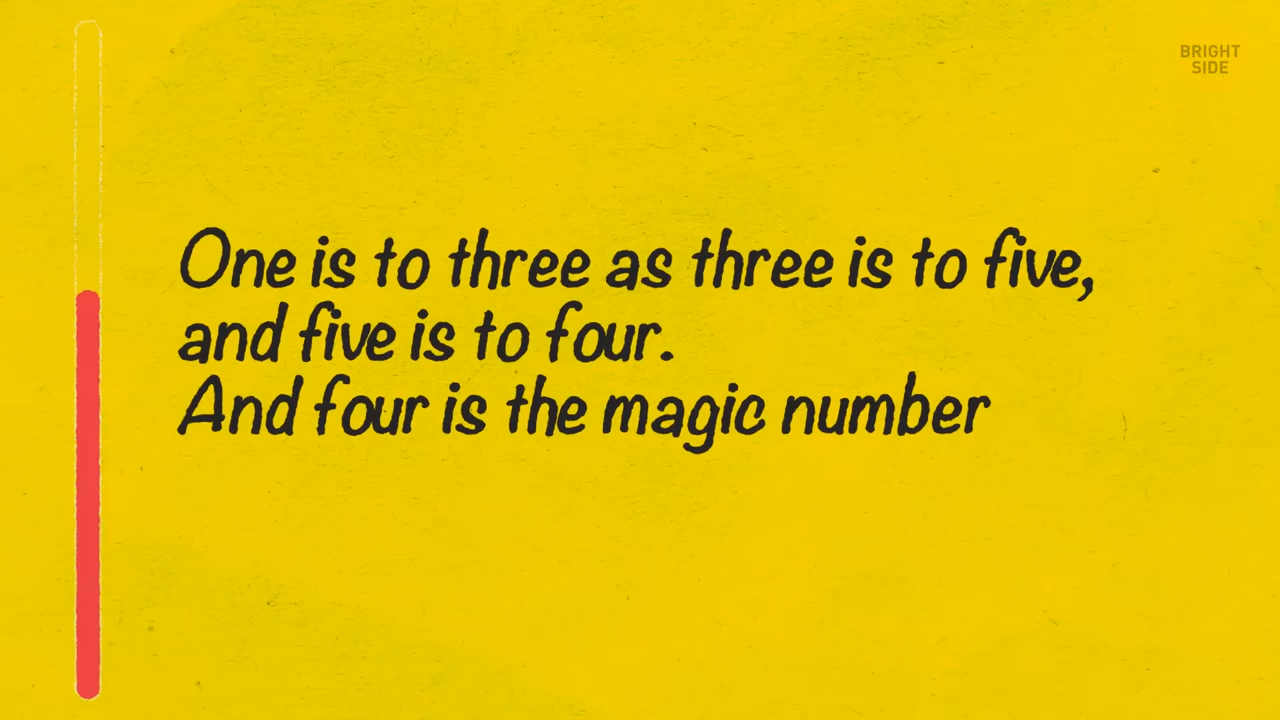 BRIGHT
SIDE
One is to three as three is to five,
and five is to four.
And four is the magic number